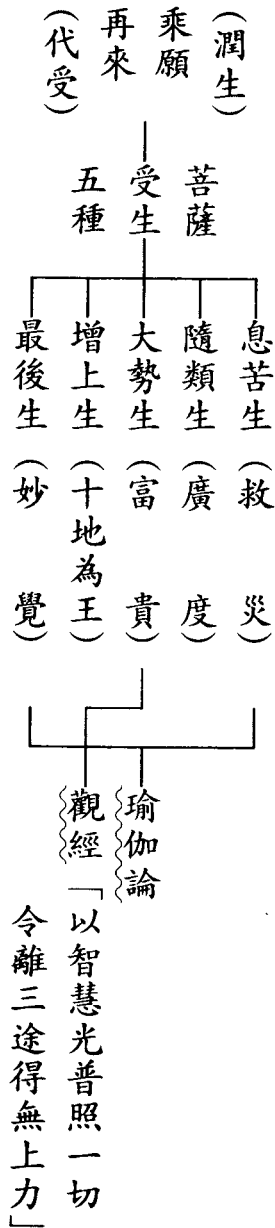 （潤生）
乘願
再來
（代受）
菩薩
受生
五種
息苦生（救災）
隨類生（廣度）
大勢生（富貴）
增上生（十地為王）
最後生（妙覺）
瑜伽論
觀經「以智慧光普照一切
令離三途得無上力」